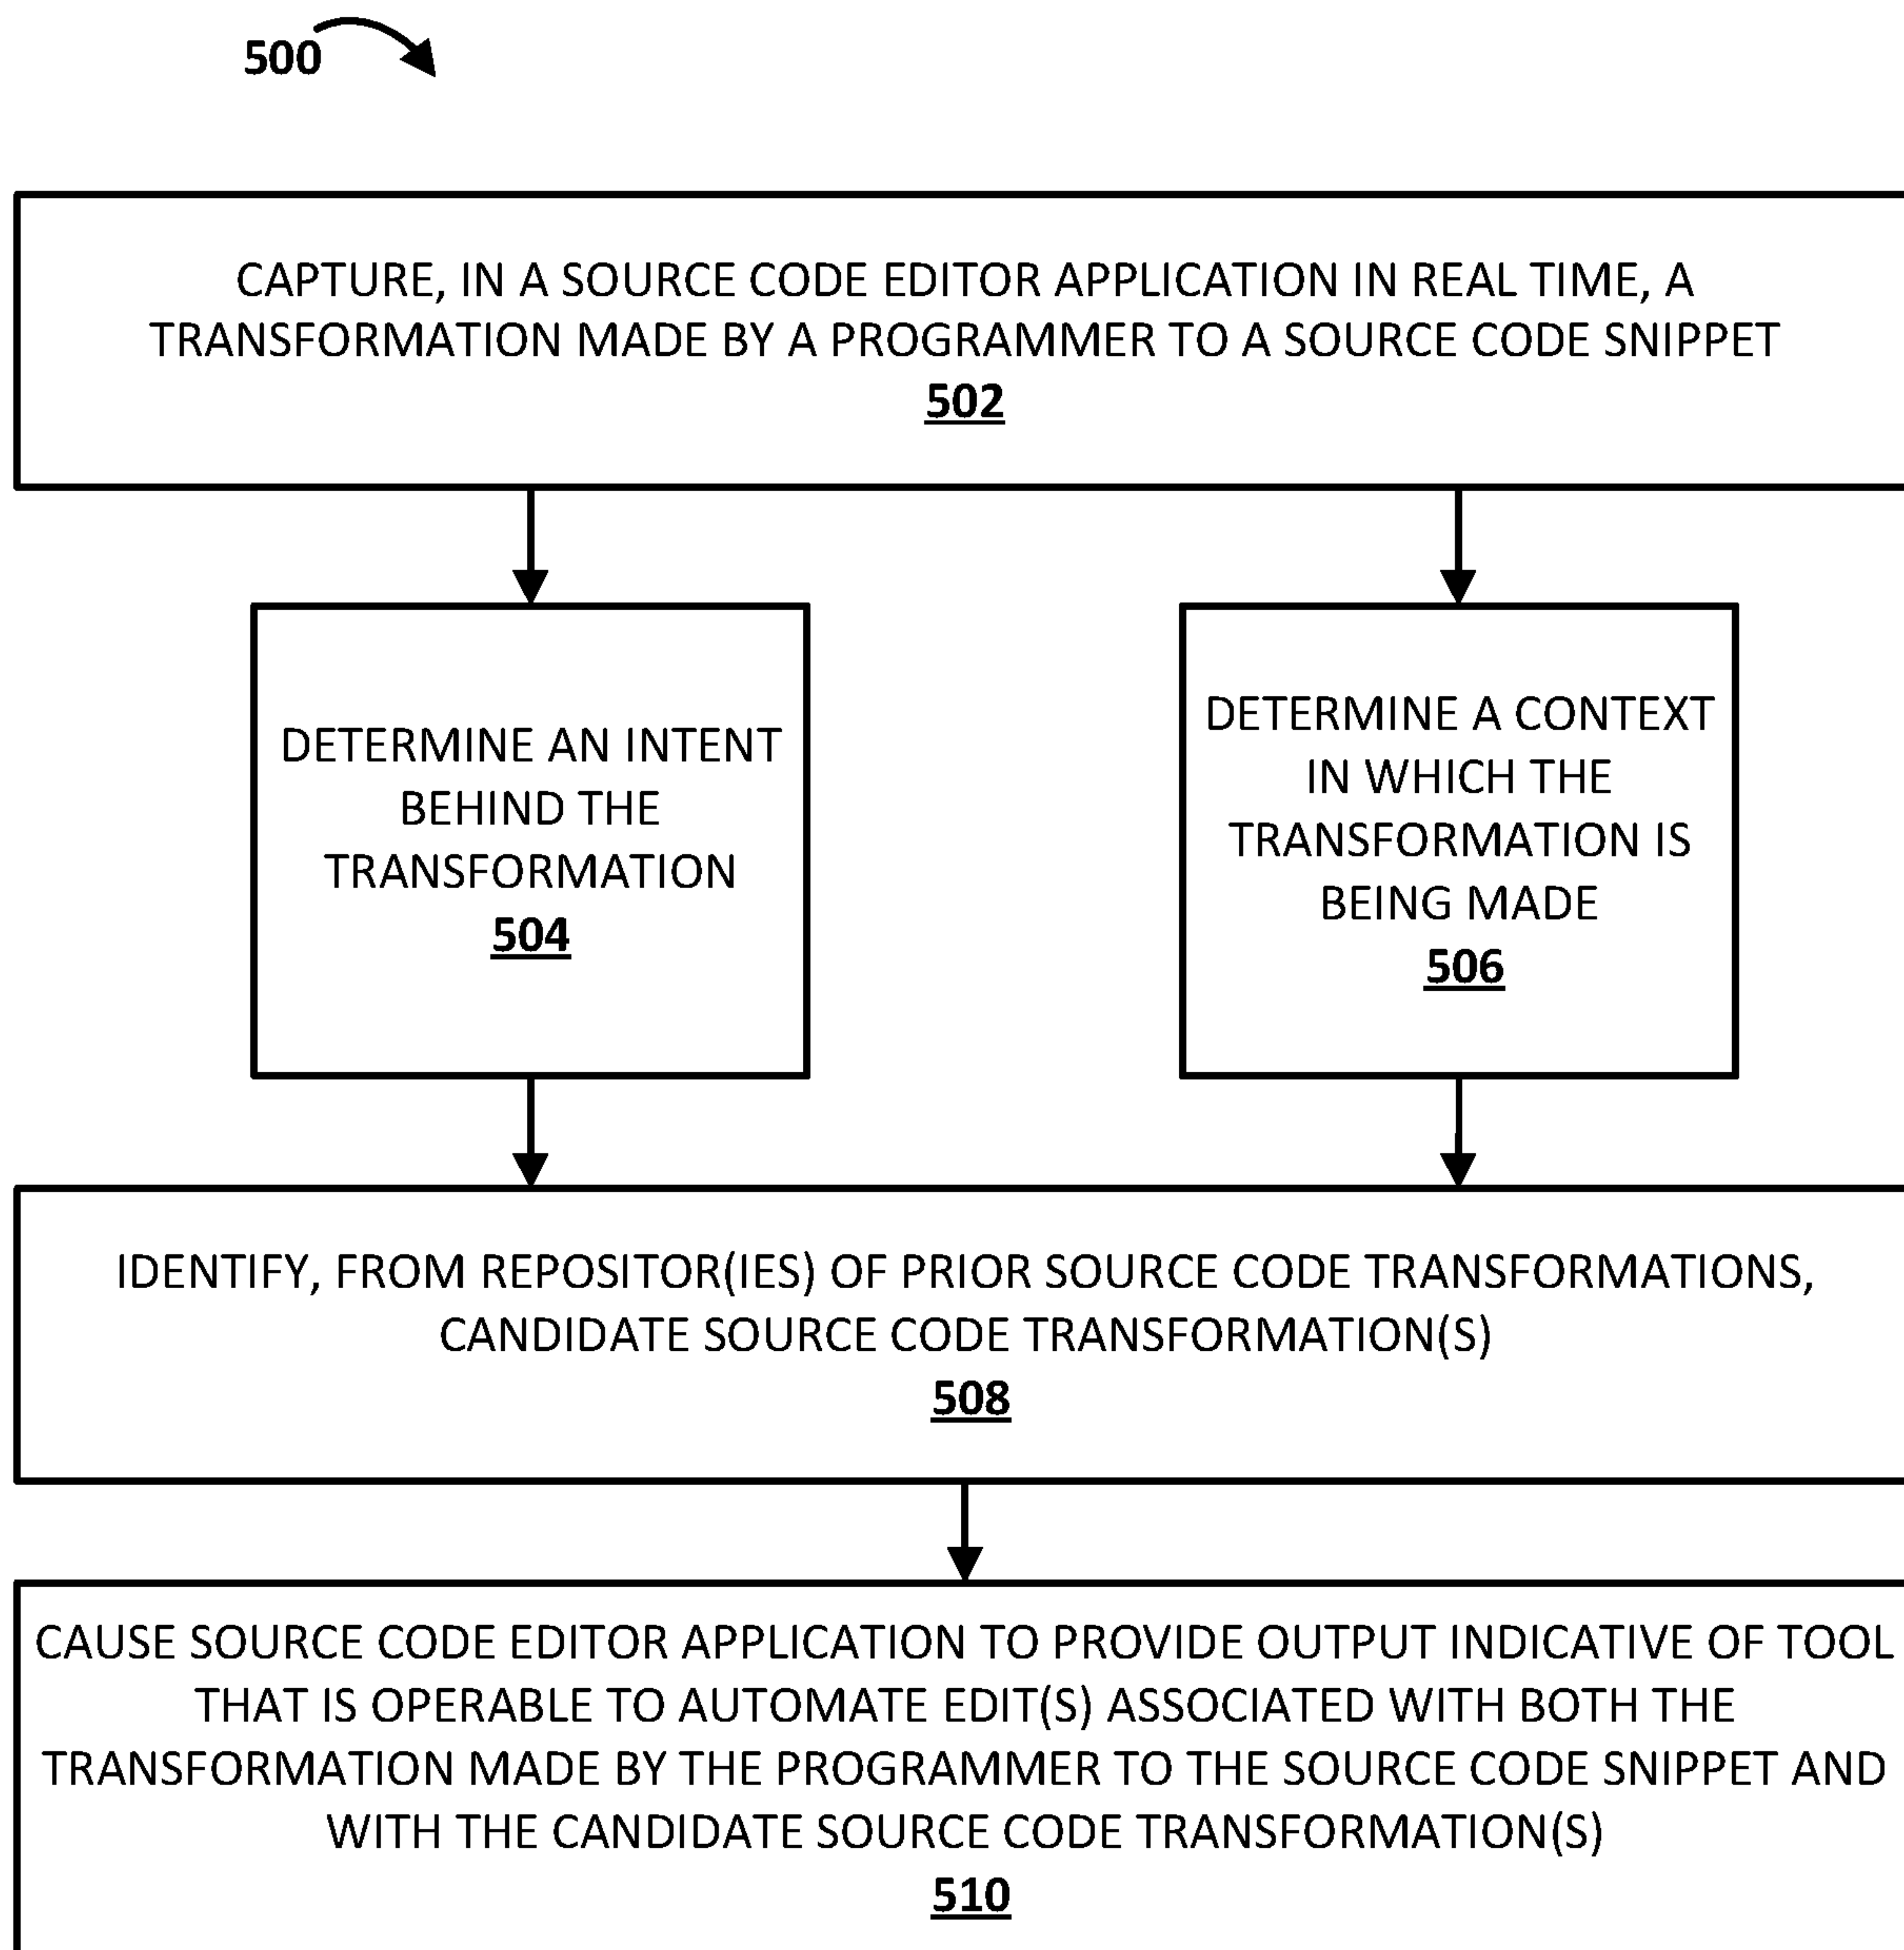 500
CAPTURE, IN A SOURCE CODE EDITOR APPLICATION IN REAL TIME, A
TRANSFORMATION MADE BY A PROGRAMMER TO A SOURCE CODE SNIPPET
502
DETERMINE AN INTENT
BEHIND THE
TRANSFORMATION
504
DETERMINE A CONTEXT
IN WHICH THE
TRANSFORMATION IS
BEING MADE
506
IDENTIFY, FROM REPOSITOR(IES) OF PRIOR SOURCE CODE TRANSFORMATIONS,
CANDIDATE SOURCE CODE TRANSFORMATION(S)
508
CAUSE SOURCE CODE EDITOR APPLICATION TO PROVIDE OUTPUT INDICATIVE OF TOOL
THAT IS OPERABLE TO AUTOMATE EDIT(S) ASSOCIATED WITH BOTH THE
TRANSFORMATION MADE BY THE PROGRAMMER TO THE SOURCE CODE SNIPPET AND
WITH THE CANDIDATE SOURCE CODE TRANSFORMATION(S)
510